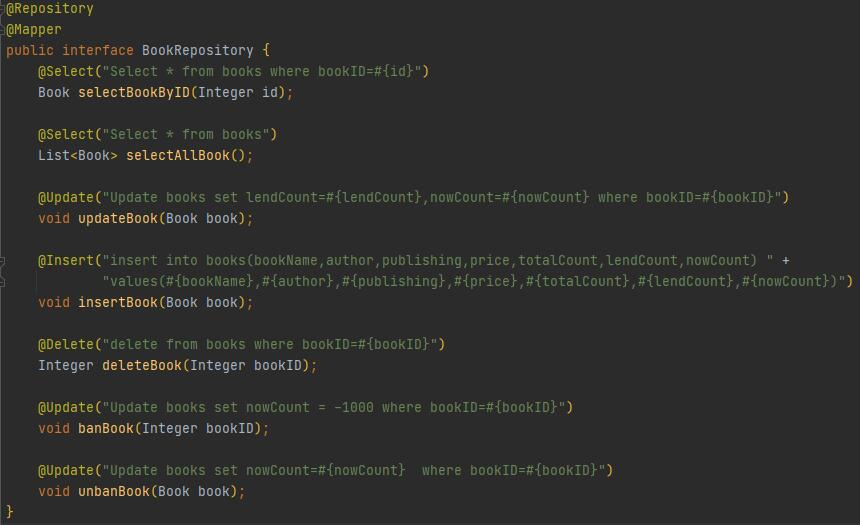 @Repository
@Mapper
public interface BookRepository {
    @Select("Select * from books where bookID=#{id}")
    Book selectBookByID(Integer id);

    @Select("Select * from books")
    List<Book> selectAllBook();

    @Update("Update books set lendCount=#{lendCount},nowCount=#{nowCount} where bookID=#{bookID}")
    void updateBook(Book book);

    @Insert("insert into books(bookName,author,publishing,price,totalCount,lendCount,nowCount) " +
            "values(#{bookName},#{author},#{publishing},#{price},#{totalCount},#{lendCount},#{nowCount})")
    void insertBook(Book book);

    @Delete("delete from books where bookID=#{bookID}")
    Integer deleteBook(Integer bookID);

    @Update("Update books set nowCount = -1000 where bookID=#{bookID}")
    void banBook(Integer bookID);

    @Update("Update books set nowCount=#{nowCount}  where bookID=#{bookID}")
    void unbanBook(Book book);
}